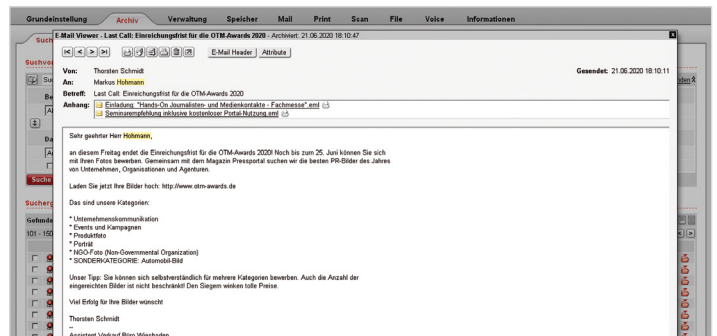 Grundeinstellung Archiv Verwaltung Speicher Mail Print Scan File Voice Informationen
E-Mail Viewer - Last Call: Einreichungsfrist für die OTM-Awards 2020 - Archiviert: 21.06.2020 18:10:47
E-Mail Header Attribute
Von: Thorsten Schmidt Gesendet: 21.06.2020 18:10:11
An: Markus Hohmann
Betreff: Last Call: Einreichungsfrist für die OTM-Awards 2020
Anhang: Einladung: "Hands-On Journalisten- und Medienkontakte - Fachmesse".eml
Seminarempfehlung inklusive kostenloser Portal-Nutzung.eml
Sehr geehrter Herr Hohmann,
an diesem Freitag endet die Einreichungsfrist für die OTM-Awards 2020! Noch bis zum 25. Juni können Sie sich
mit Ihren Fotos bewerben. Gemeinsam mit dem Magazin Pressportal suchen wir die besten PR-Bilder des Jahres
von Unternehmen, Organisationen und Agenturen.
Laden Sie jetzt Ihre Bilder hoch: http://www.otm-awards.de
Das sind unsere Kategorien:
* Unternehmenskommunikation
* Events und Kampagnen
* Produktfoto
* Porträt
* NGO-Foto (Non-Governmental Organization)
* SONDERKATEGORIE: Automobil-Bild
Unser Tipp: Sie können sich selbstverständlich für mehrere Kategorien bewerben. Auch die Anzahl der
eingereichten Bilder ist nicht beschränkt! Den Siegern winken tolle Preise.
Viel Erfolg für Ihre Bilder wünscht
Thorsten Schmidt
--
Assistent Verkauf Büro Wiesbaden
Suche
101 - 150